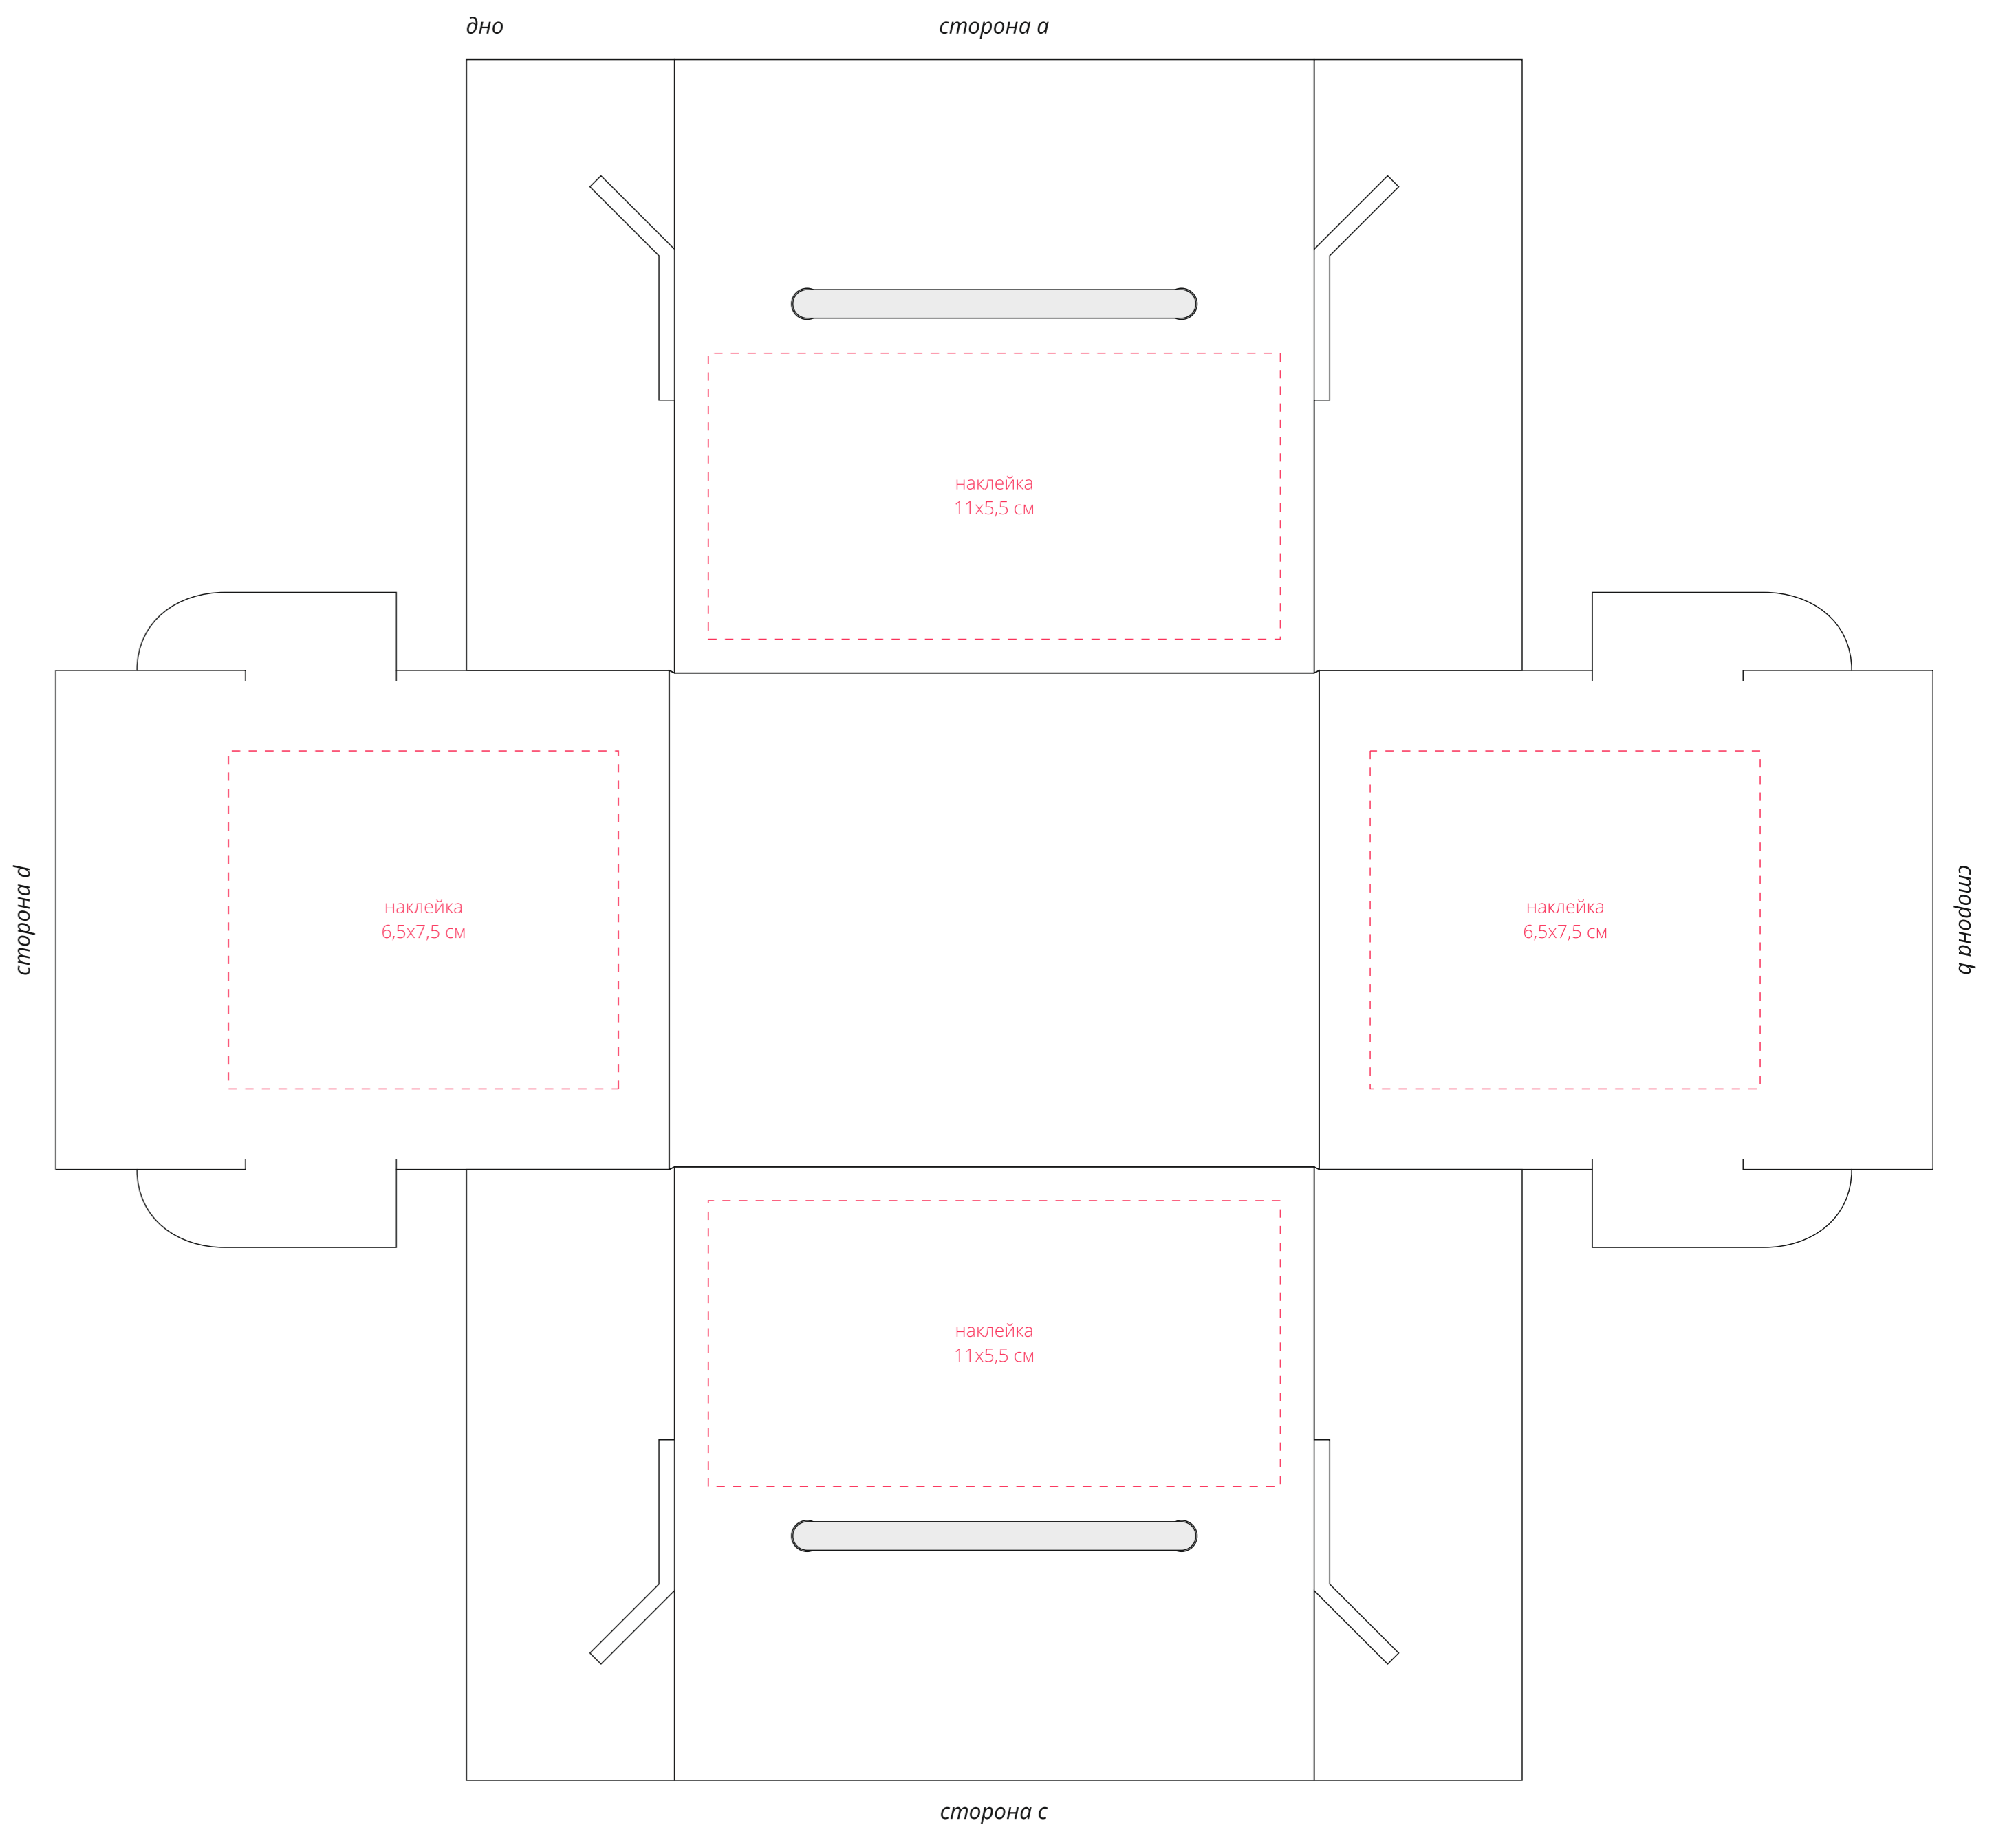 дно
сторона a
наклейка
11x5,5 см
сторона d
наклейка
6,5x7,5 см
наклейка
6,5x7,5 см
сторона b
наклейка
11x5,5 см
сторона c